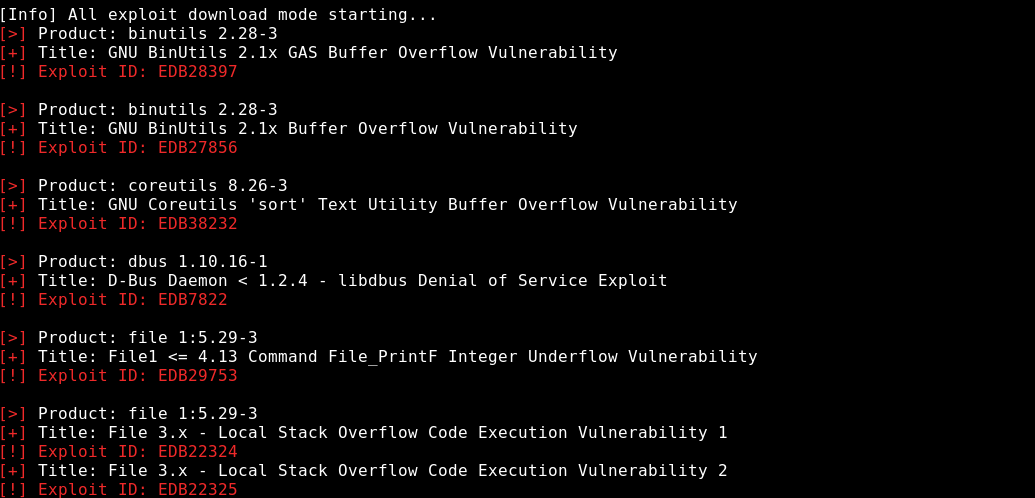 [Info] All exploit download mode starting...
[>] Product: binutils 2.28-3
[+] Title: GNU BinUtils 2.1x GAS Buffer Overflow Vulnerability
[!] Exploit ID: EDB28397
[>] Product: binutils 2.28-3
[+] Title: GNU BinUtils 2.1x Buffer Overflow Vulnerability
[!] Exploit ID: EDB27856
[>] Product: coreutils 8.26-3
[+] Title: GNU Coreutils 'sort' Text Utility Buffer Overflow Vulnerability
[!] Exploit ID: EDB38232
[>] Product: dbus 1.10.16-1
[+] Title: D-Bus Daemon < 1.2.4 - libdbus Denial of Service Exploit
[!] Exploit ID: EDB7822
[>] Product: file 1:5.29-3
[+] Title: File1 <= 4.13 Command File_PrintF Integer Underflow Vulnerability
[!] Exploit ID: EDB29753
[>] Product: file 1:5.29-3
[+] Title: File 3.x - Local Stack Overflow Code Execution Vulnerability 1
[!] Exploit ID: EDB22324
[+] Title: File 3.x - Local Stack Overflow Code Execution Vulnerability 2
[!] Exploit ID: EDB22325